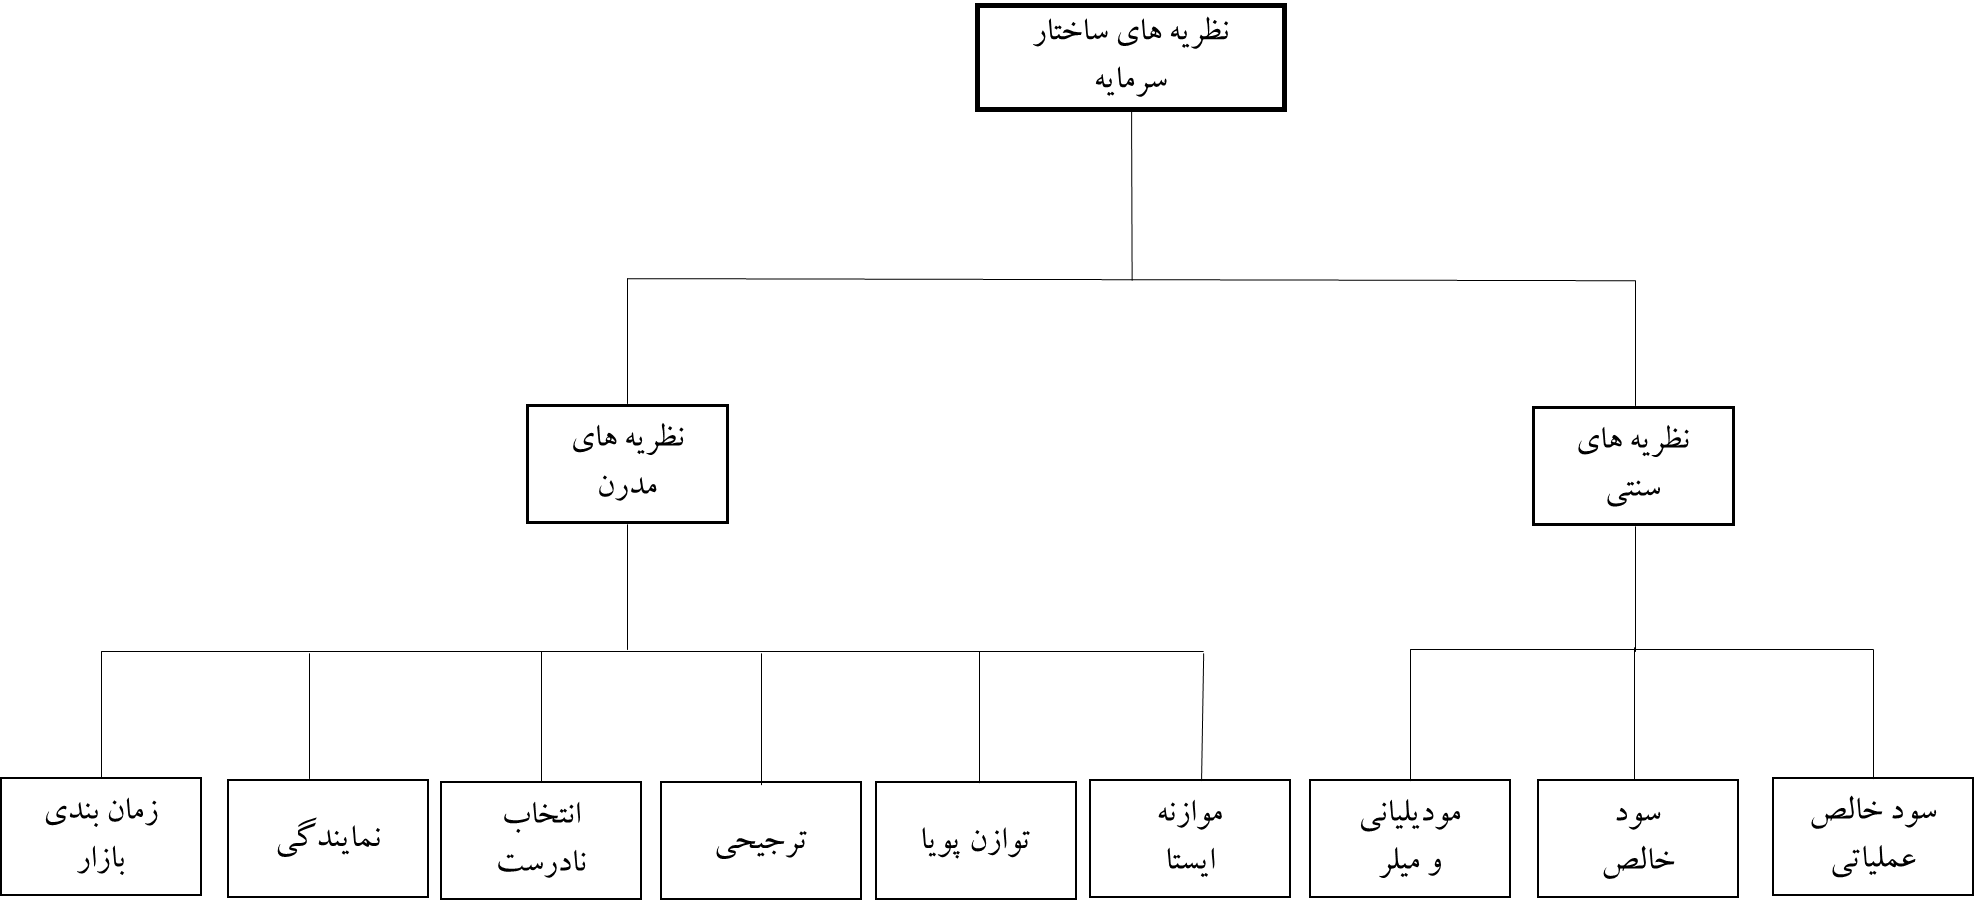 نظریه های ساختار
سرمایه
نظریه های
سنتی
نظریه های
مدرن
سود خالص
عملیاتی
سود
خالص
مودیلیانی
و میلر
موازنه
ایستا
توازن پویا
ترجیحی
انتخاب
نادرست
نمایندگی
زمان بندی
بازار